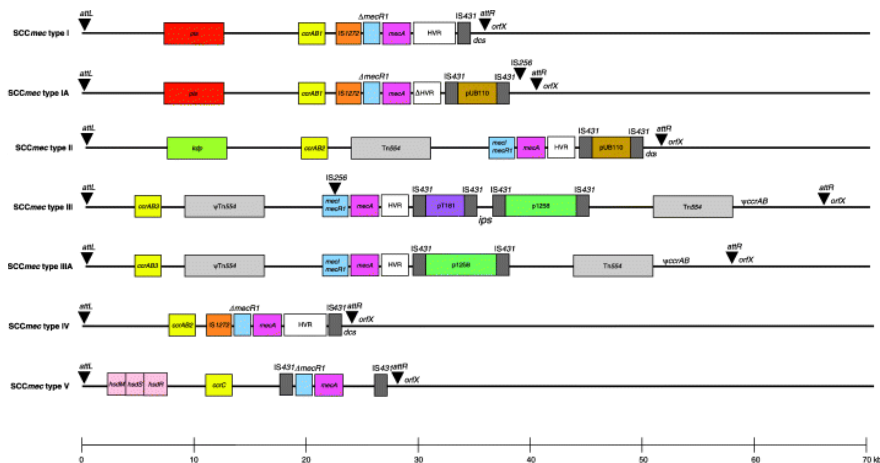 attL ΔmecR1 attR
SCCmec type I pls ccrAB1 IS1272 mecA HVR IS431 orfX
dcs
IS256
attL ΔmecR1 IS431 IS431 attR
SCCmec type IA pls ccrAB1 IS1272 mecA ΔHVR pUB110 orfX
attL IS431 IS431 attR
SCCmec type II kdp ccrAB2 Tn554 mecI mecR1 mecA HVR pUB110 orfX
dcs
IS256
attL IS431 IS431 IS431 IS431 attR
SCCmec type III ccrAB3 ψTn554 mecI mecR1 mecA HVR pT181 p1258 Tn554 ψccrAB orfX
ips
attL IS431 IS431 attR
SCCmec type IIIA ccrAB3 ψTn554 mecI mecR1 mecA HVR p1258 Tn554 ψccrAB orfX
attL ΔmecR1 IS431 attR
SCCmec type IV ccrAB2 IS1272 mecA HVR orfX
dcs
attL IS431 ΔmecR1 IS431 attR
SCCmec type V hsdM hsdS hsdR ccrC mecA orfX
0 10 20 30 40 50 60 70 kb